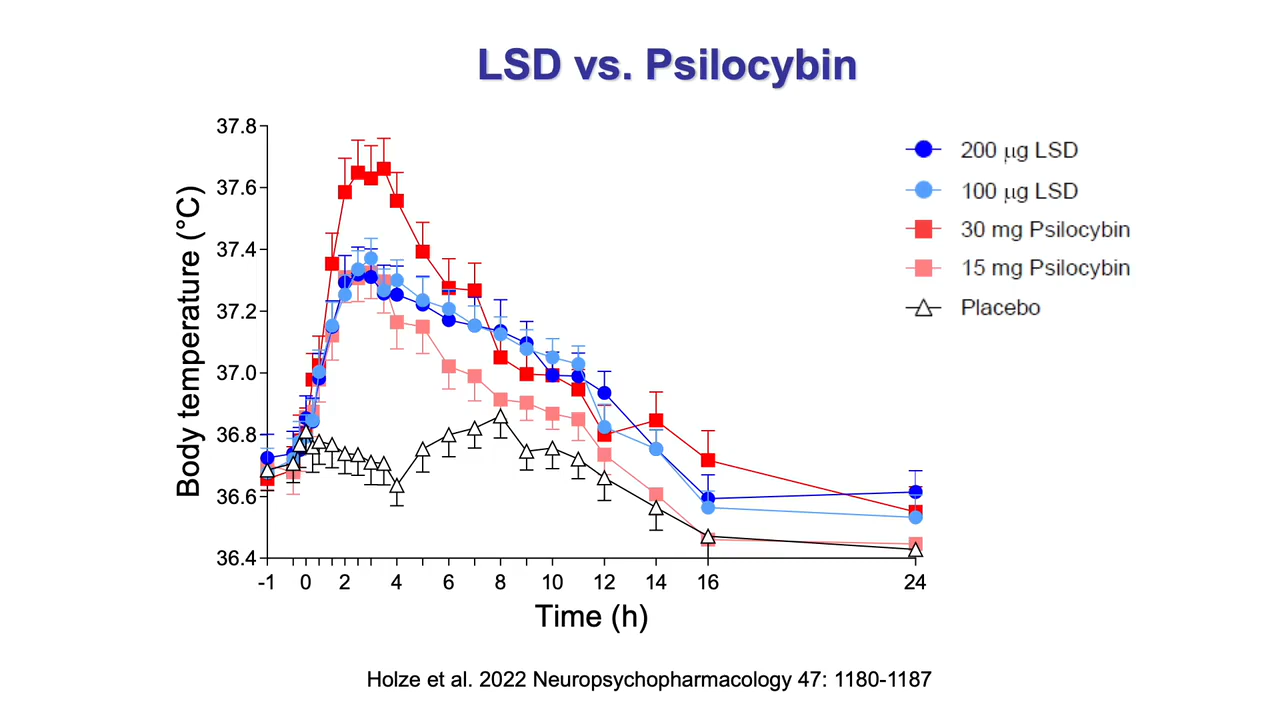 LSD vs. Psilocybin
37.8
37.6
37.4
37.2
37.0
36.8
36.6
36.4
Body temperature (°C)
-1 0 2 4 6 8 10 12 14 16 24
Time (h)
200 µg LSD
100 µg LSD
30 mg Psilocybin
15 mg Psilocybin
Placebo
Holze et al. 2022 Neuropsychopharmacology 47: 1180-1187